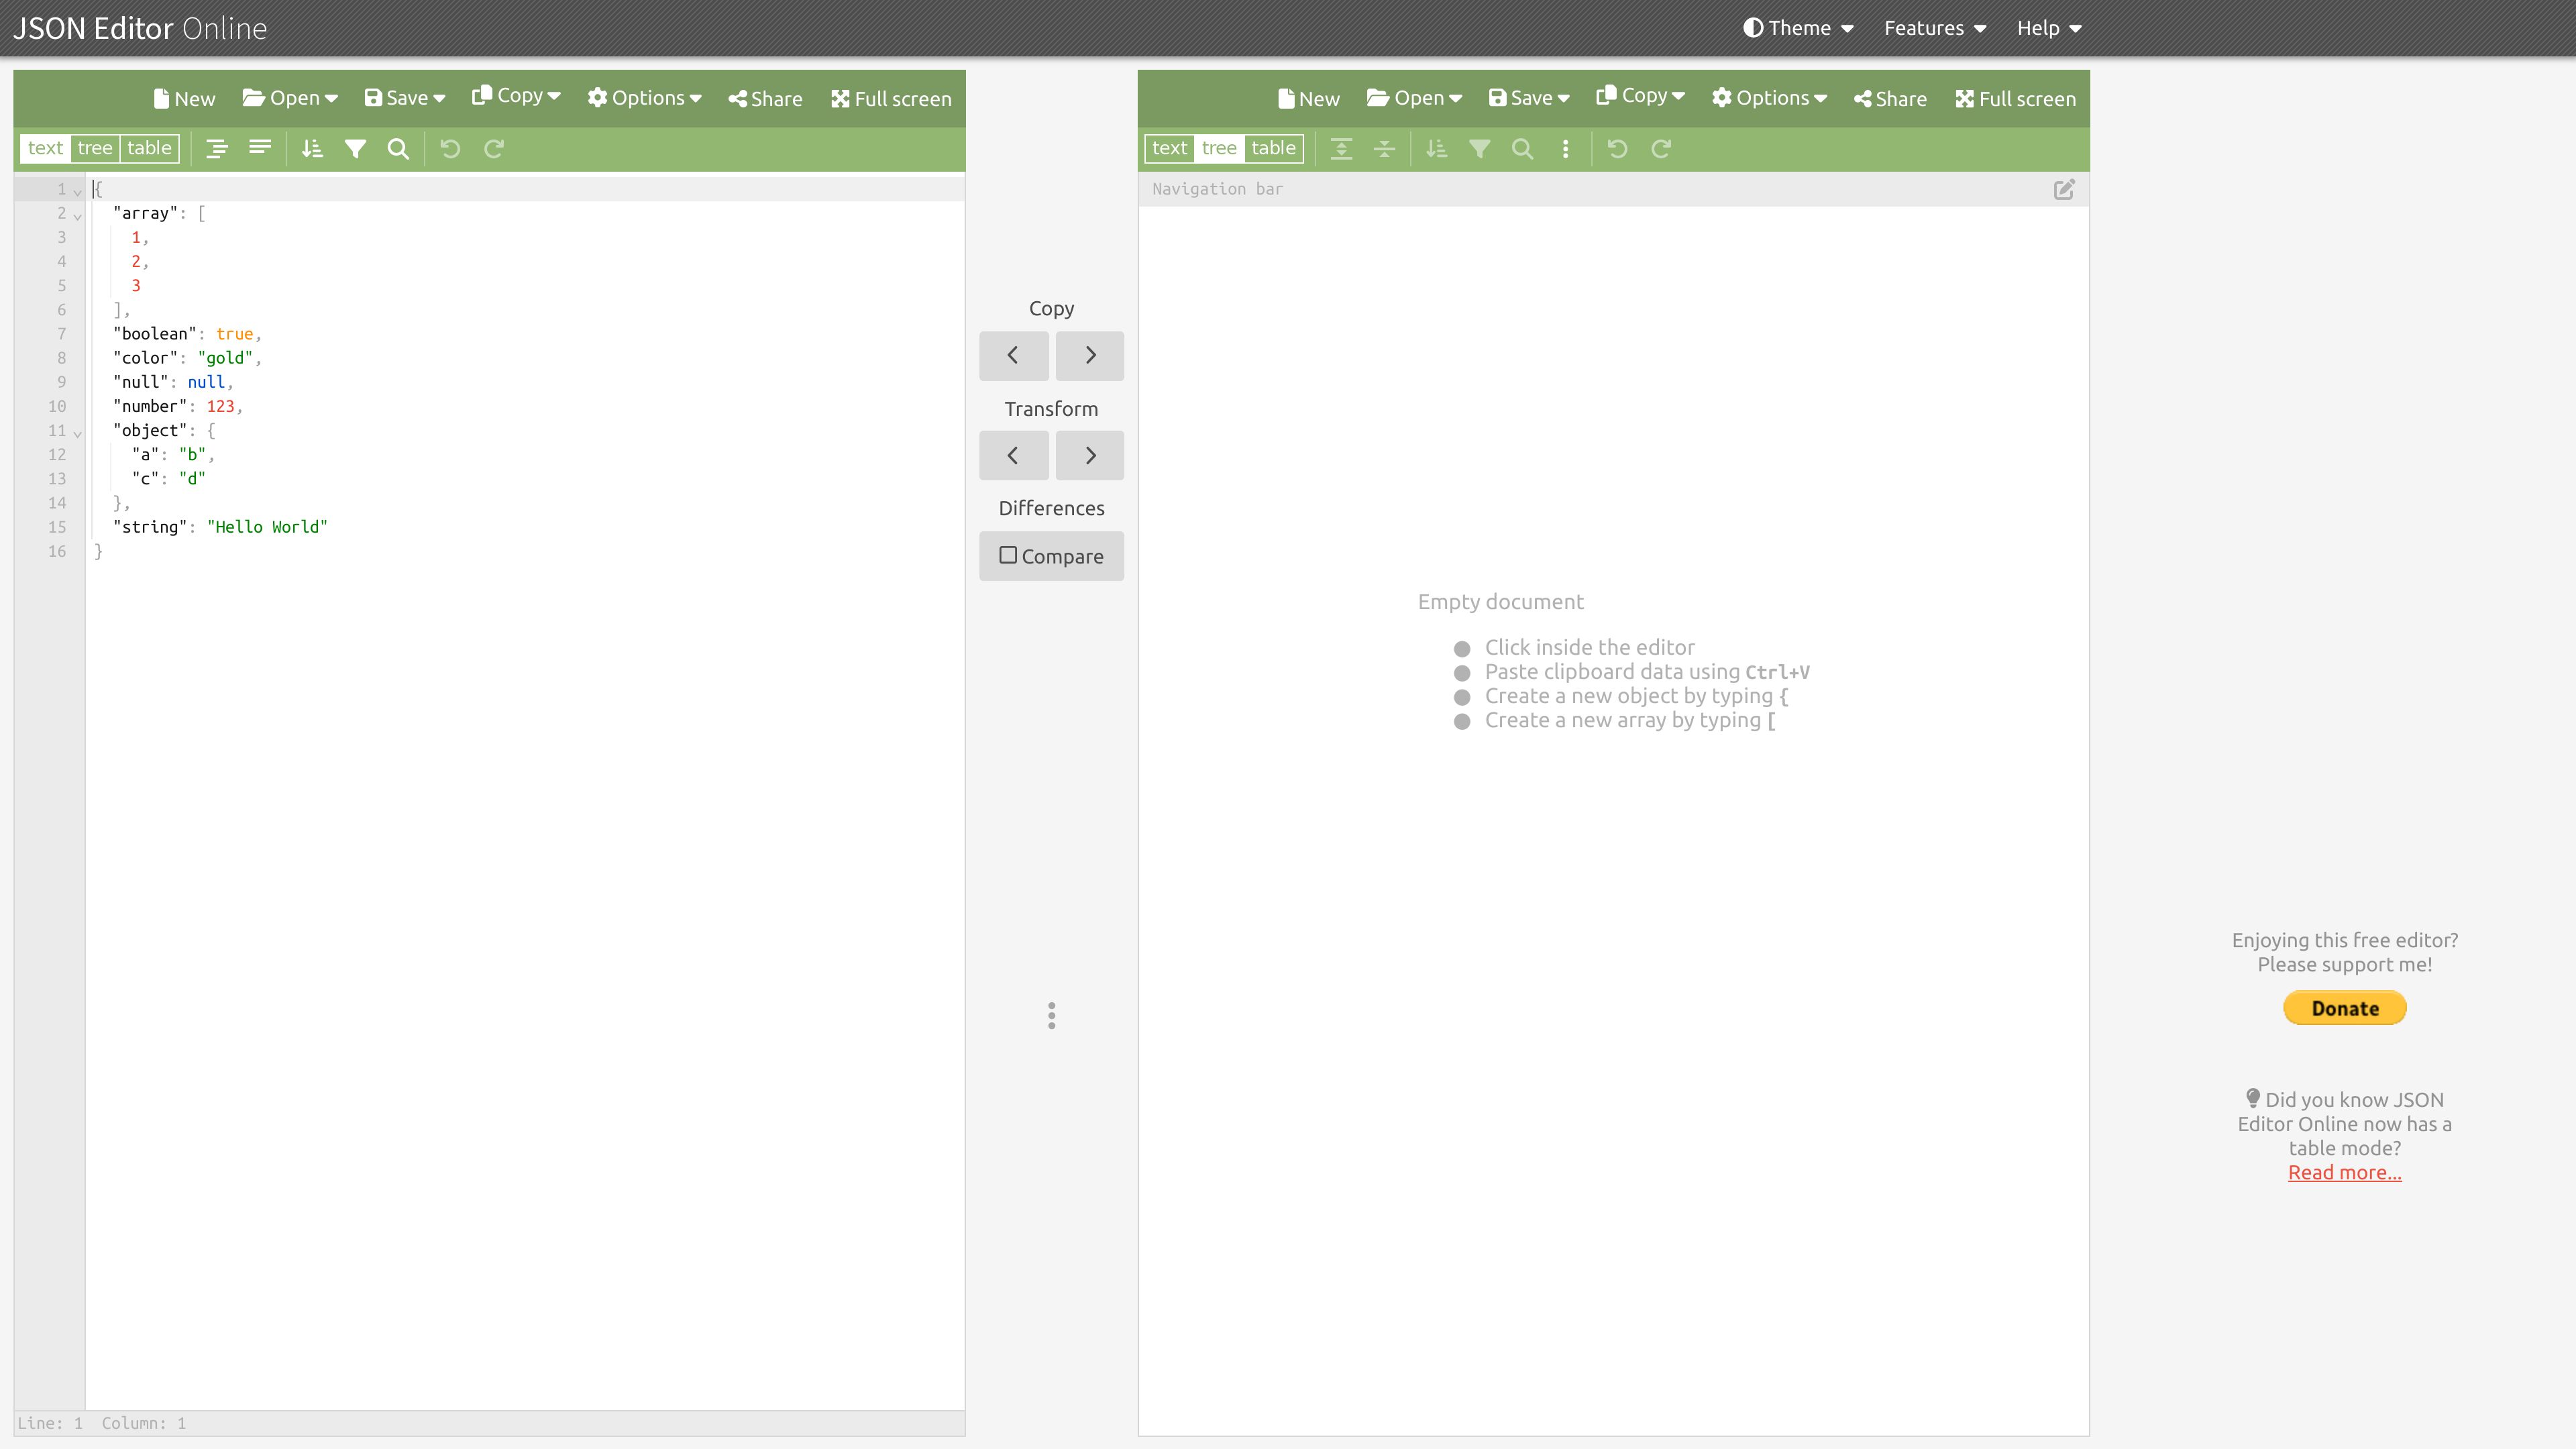 JSON Editor Online
Theme Features Help
New Open Save Copy Options Share Full screen
text tree table
1 {
2 "array": [
3 1,
4 2,
5 3
6 ],
7 "boolean": true,
8 "color": "gold",
9 "null": null,
10 "number": 123,
11 "object": {
12 "a": "b",
13 "c": "d"
14 },
15 "string": "Hello World"
16 }
Line: 1 Column: 1
Copy
Transform
Differences
Compare
New Open Save Copy Options Share Full screen
text tree table
Navigation bar
Empty document
Click inside the editor
Paste clipboard data using Ctrl+V
Create a new object by typing {
Create a new array by typing [
Enjoying this free editor?
Please support me!
Donate
Did you know JSON
Editor Online now has a
table mode?
Read more...